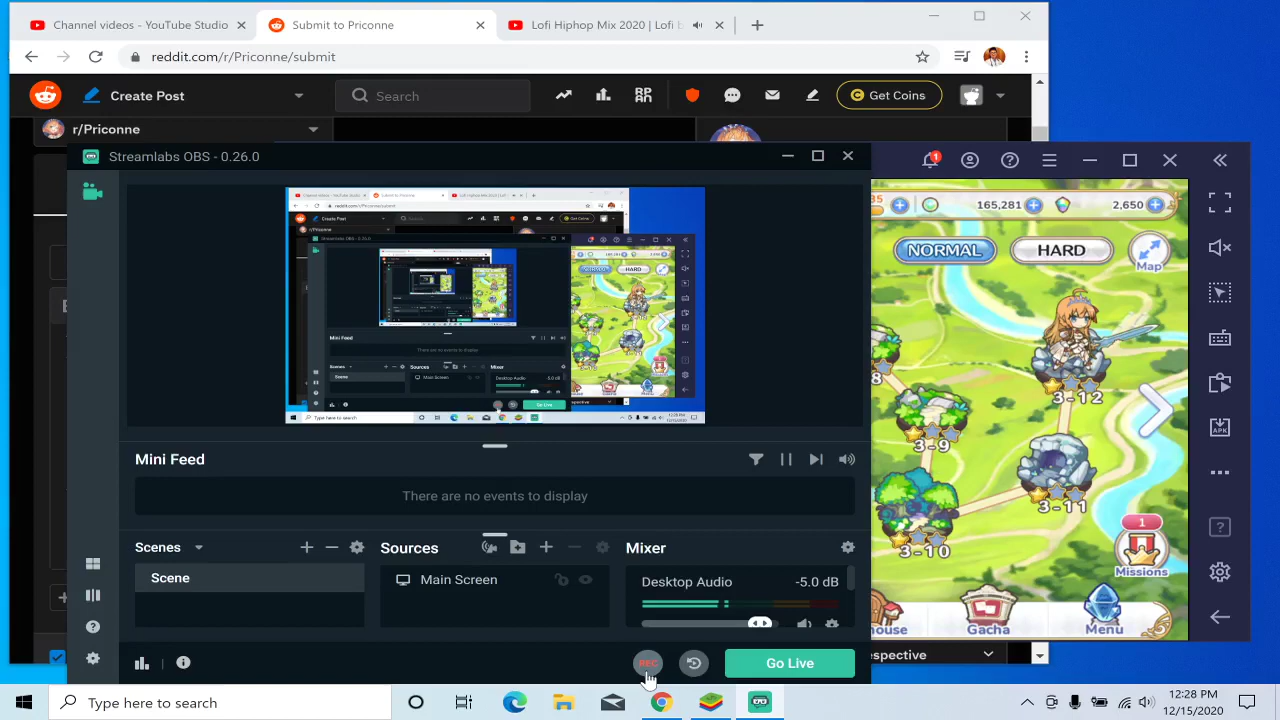 Channel videos - YouTube Studio
Submit to Priconne
Lofi Hiphop Mix 2020 | Lofi b
reddit.com/r/Priconne/submit
Create Post
Search
Get Coins
r/Priconne
Streamlabs OBS - 0.26.0
1
165,281
2,650
NORMAL
HARD
Map
3-12
3-9
3-11
3-10
1
Missions
Gacha
Menu
Mini Feed
There are no events to display
Scenes
Sources
Mixer
Scene
Main Screen
Desktop Audio
-5.0 dB
REC
Go Live
spective
Type here to search
12:28 PM
12/15/2020